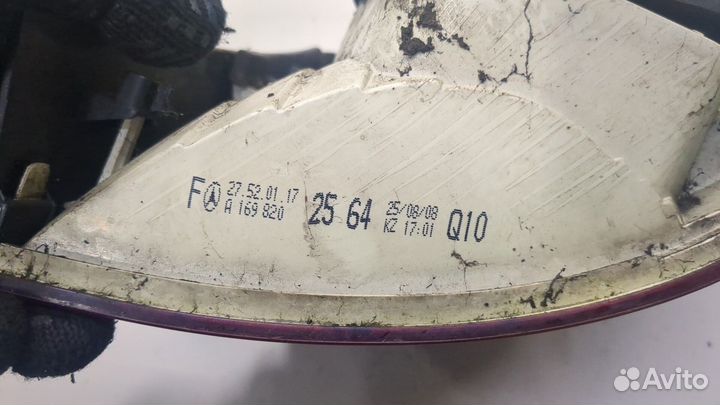 F 27.52.01.17
A 169 820 25 64
25/08/08
KZ 17:01 Q10
Avito